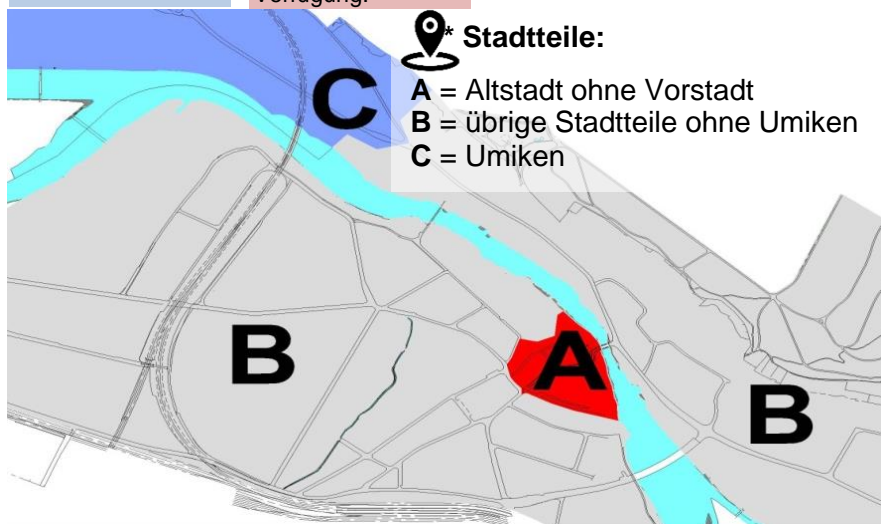 * Stadtteile:
A = Altstadt ohne Vorstadt
B = übrige Stadtteile ohne Umiken
C = Umiken
C
B
A
B